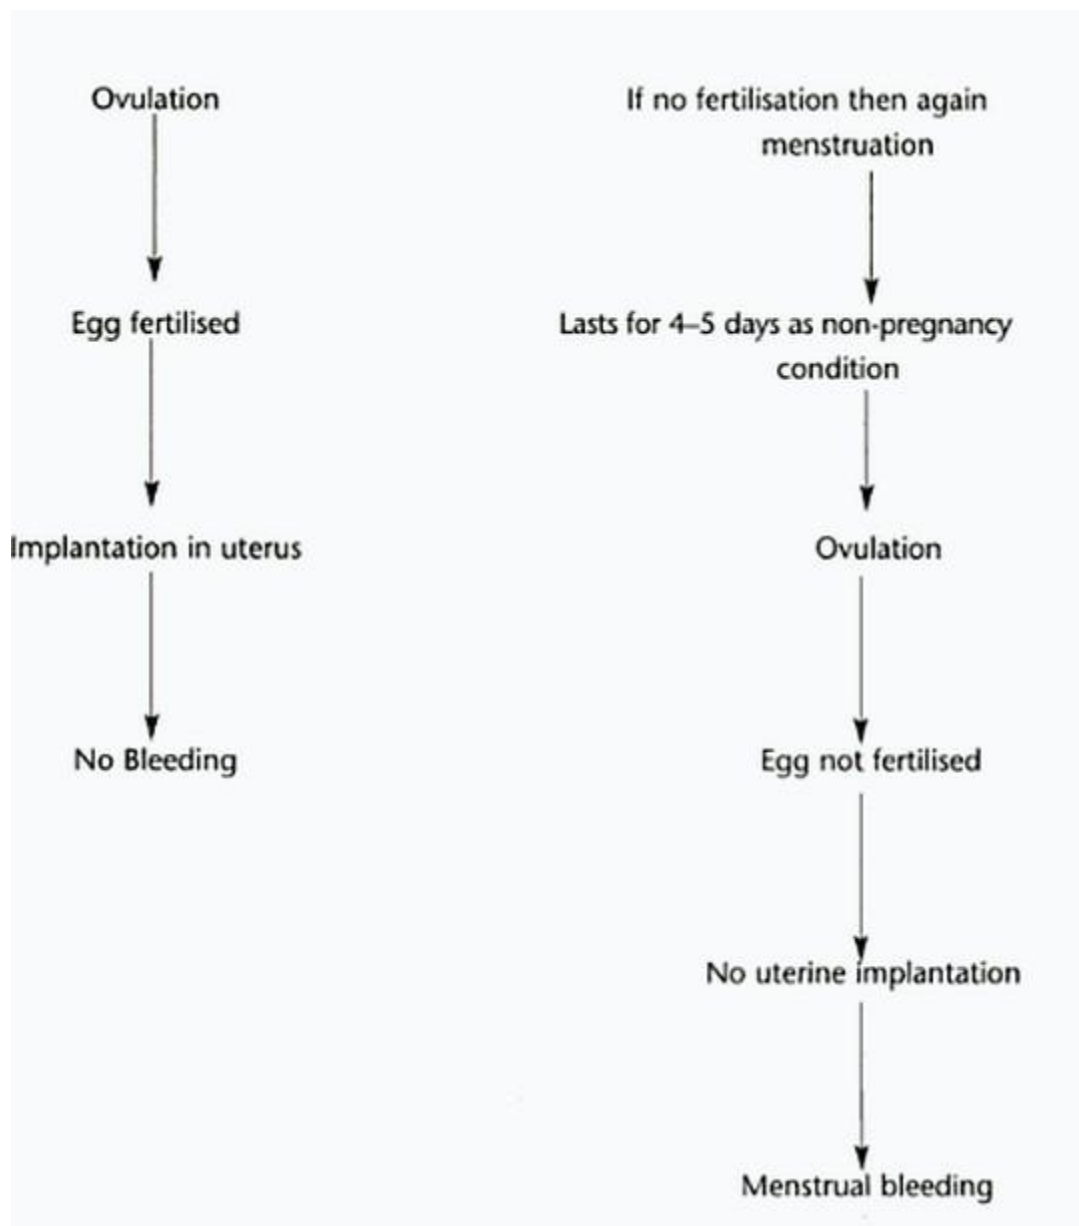 Ovulation
Egg fertilised
Implantation in uterus
No Bleeding
If no fertilisation then again
menstruation
Lasts for 4–5 days as non-pregnancy
condition
Ovulation
Egg not fertilised
No uterine implantation
Menstrual bleeding